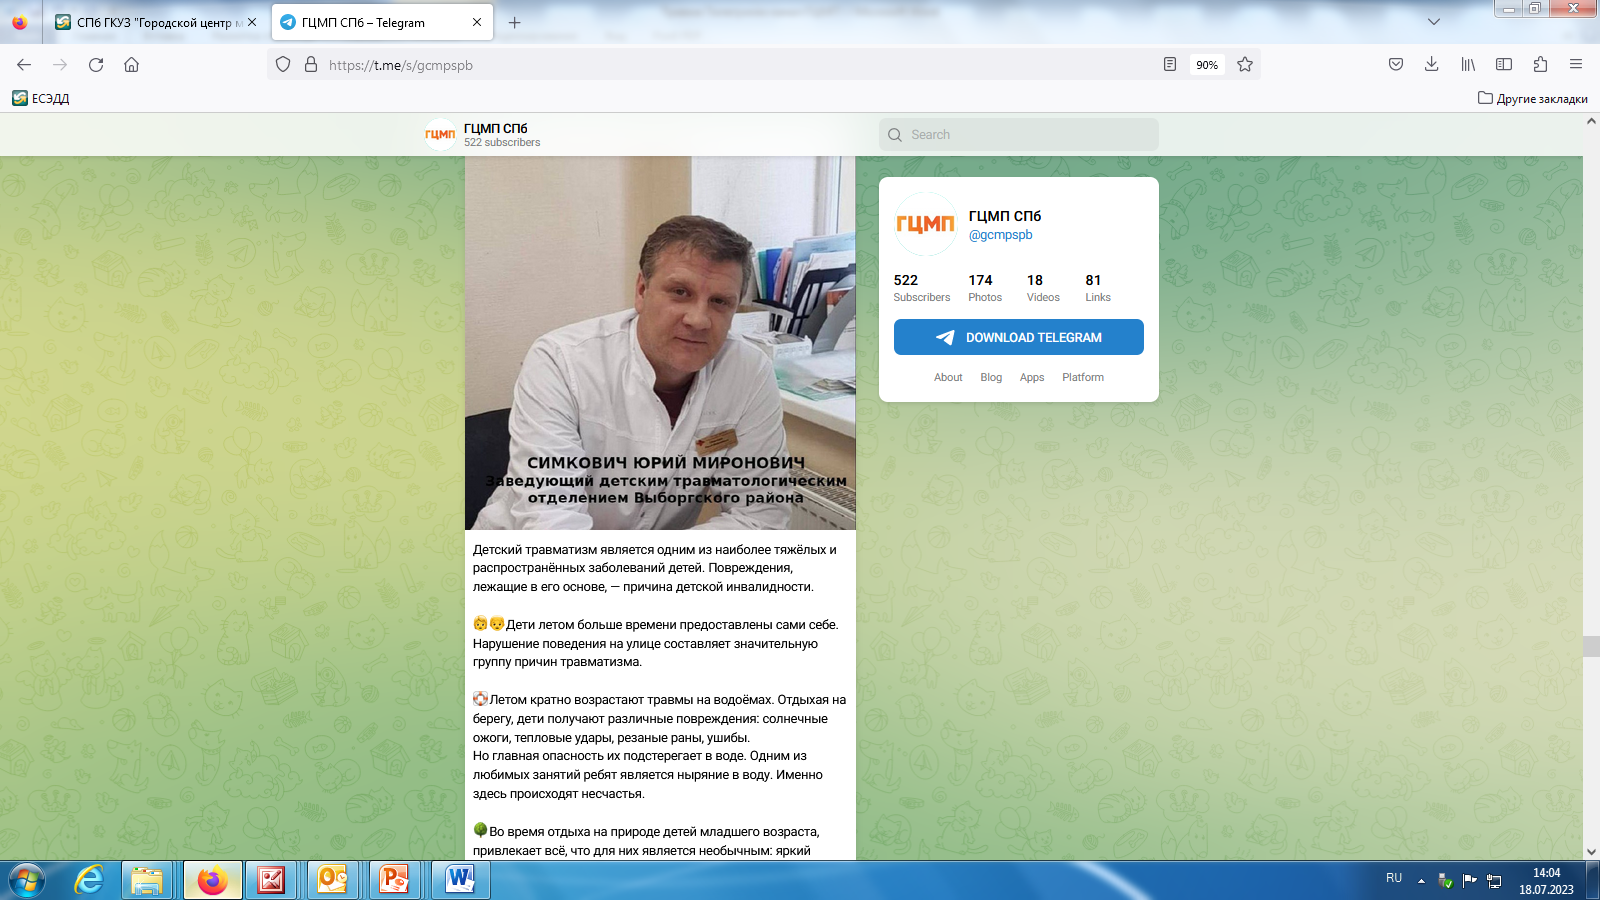 СПб ГКУЗ "Городской центр м
ГЦМП СПб – Telegram
https://t.me/s/gcmpspb
90%
ЕСЭДД
Другие закладки
ГЦМП
ГЦМП СПб
522 subscribers
Search
ГЦМП
ГЦМП СПб
@gcmpspb
522 174 18 81
Subscribers Photos Videos Links
DOWNLOAD TELEGRAM
About Blog Apps Platform
СИМКОВИЧ ЮРИЙ МИРОНОВИЧ
Заведующий детским травматологическим
отделением Выборгского района
Детский травматизм является одним из наиболее тяжёлых и
распространённых заболеваний детей. Повреждения,
лежащие в его основе, — причина детской инвалидности.
Дети летом больше времени предоставлены сами себе.
Нарушение поведения на улице составляет значительную
группу причин травматизма.
Летом кратно возрастают травмы на водоёмах. Отдыхая на
берегу, дети получают различные повреждения: солнечные
ожоги, тепловые удары, резаные раны, ушибы.
Но главная опасность их подстерегает в воде. Одним из
любимых занятий ребят является ныряние в воду. Именно
здесь происходят несчастья.
Во время отдыха на природе детей младшего возраста,
привлекает всё, что для них является необычным: яркий
RU
14:04
18.07.2023